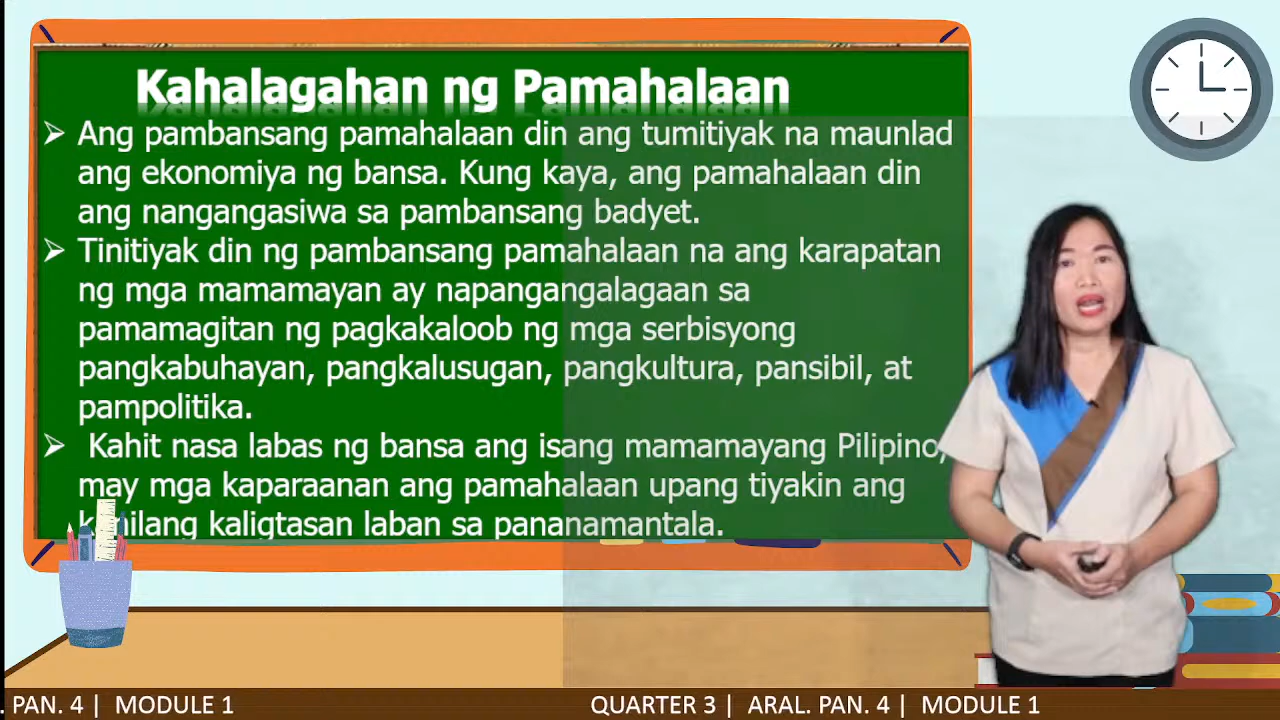 Kahalagahan ng Pamahalaan
Ang pambansang pamahalaan din ang tumitiyak na maunlad
ang ekonomiya ng bansa. Kung kaya, ang pamahalaan din
ang nangangasiwa sa pambansang badyet.
Tinitiyak din ng pambansang pamahalaan na ang karapatan
ng mga mamamayan ay napangangalagaan sa
pamamagitan ng pagkakaloob ng mga serbisyong
pangkabuhayan, pangkalusugan, pangkultura, pansibil, at
pampolitika.
Kahit nasa labas ng bansa ang isang mamamayang Pilipino,
may mga kaparaanan ang pamahalaan upang tiyakin ang
kaligtasan laban sa pananamantala.
. PAN. 4 | MODULE 1 QUARTER 3 | ARAL. PAN. 4 | MODULE 1